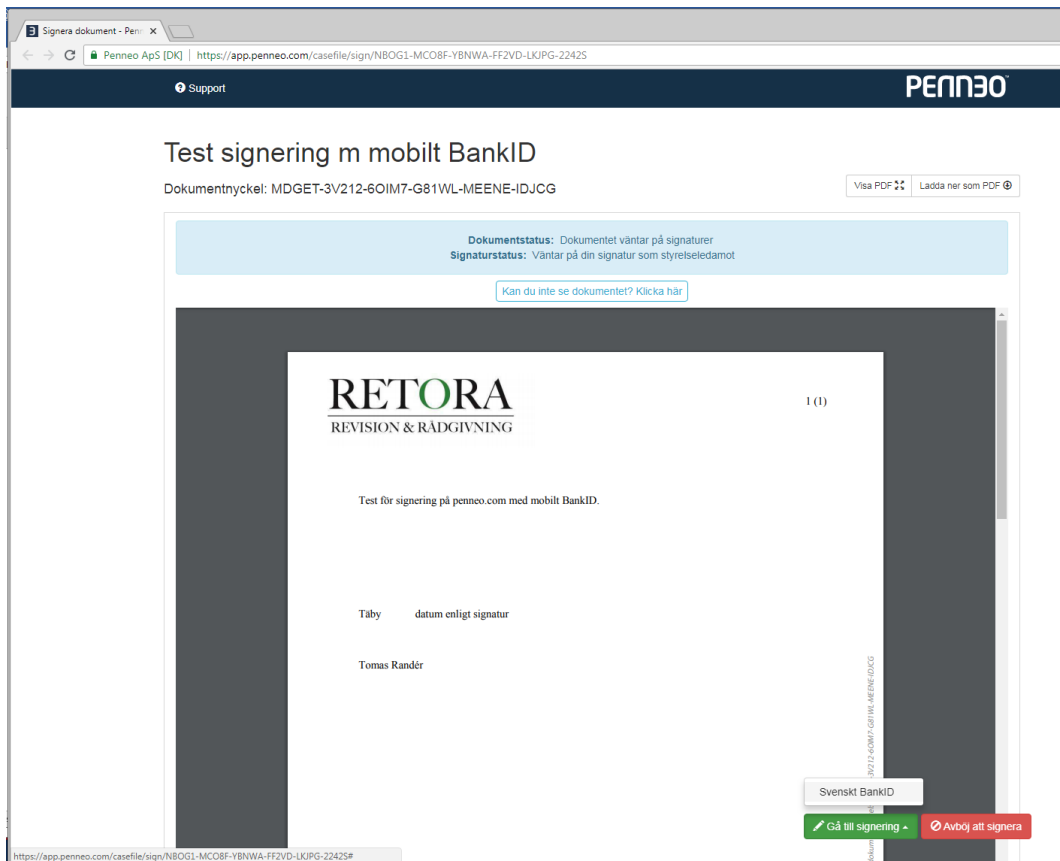 Signera dokument - Penn
Penneo ApS [DK] | https://app.penneo.com/casefile/sign/NBOG1-MCO8F-YBNWA-FF2VD-LKJPG-2242S
Support
PENNEO
Test signering m mobilt BankID
Dokumentnyckel: MDGET-3V212-6OIM7-G81WL-MEENE-IDJCG
Visa PDF Ladda ner som PDF
Dokumentstatus: Dokumentet väntar på signaturer
Signaturstatus: Väntar på din signatur som styrelseledamot
Kan du inte se dokumentet? Klicka här
RETORA
REVISION & RÅDGIVNING
1 (1)
Test för signering på penneo.com med mobilt BankID.
Täby datum enligt signatur
Tomas Randér
3V212-6OIM7-G81WL-MEENE-IDJCG
Svenskt BankID
Gå till signering Avböj att signera
https://app.penneo.com/casefile/sign/NBOG1-MCO8F-YBNWA-FF2VD-LKJPG-2242S#